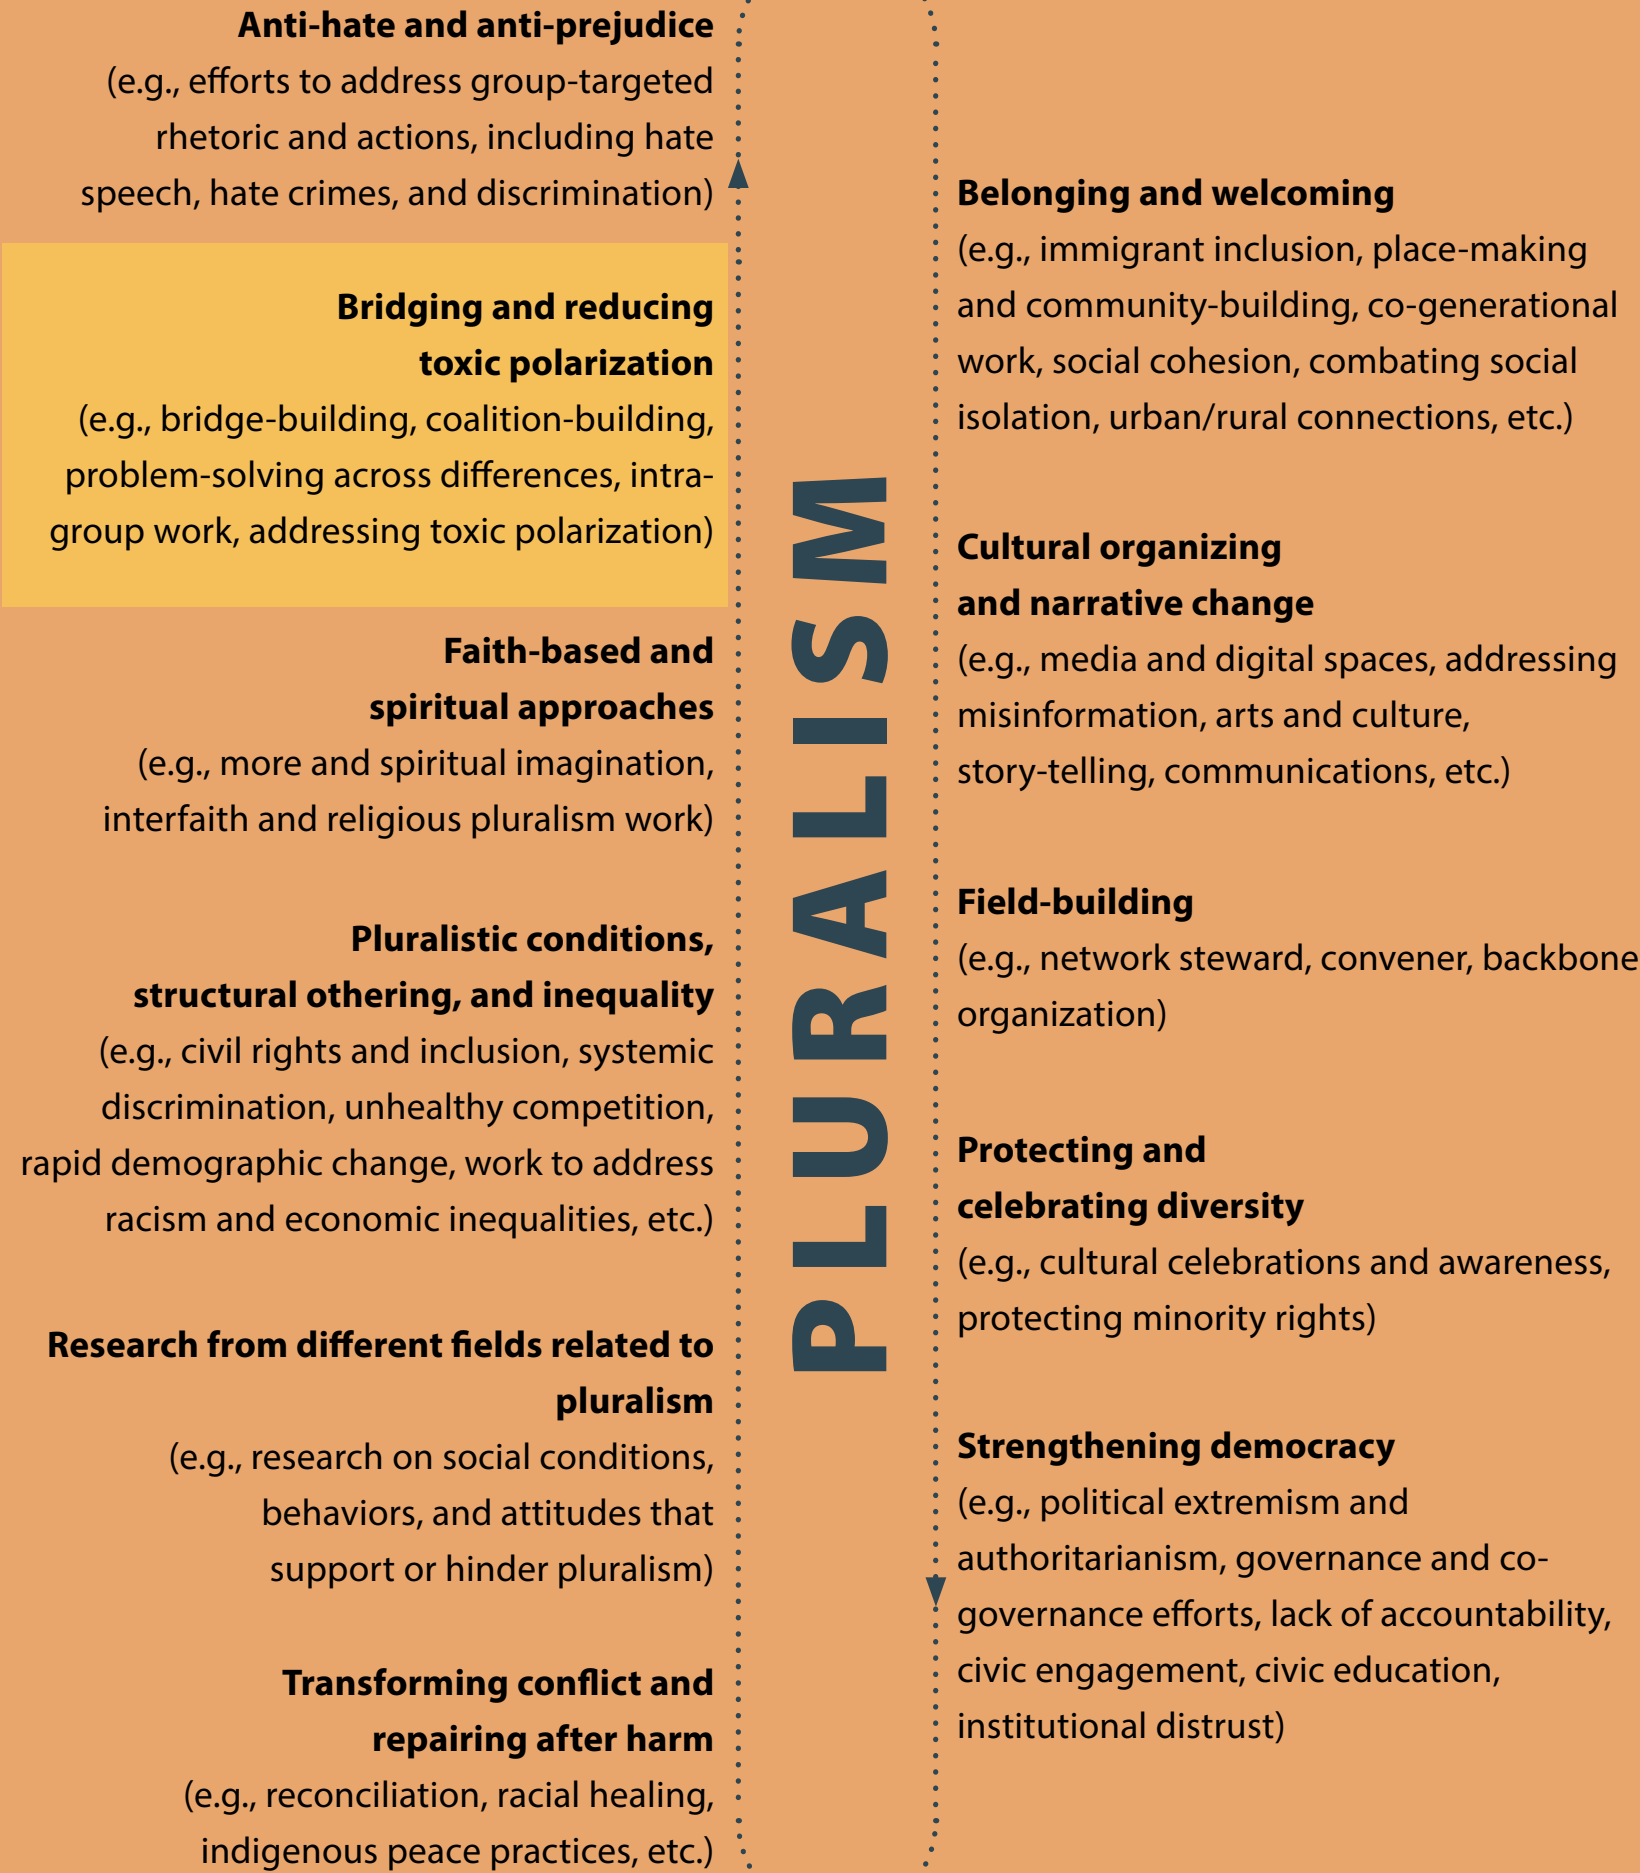 Anti-hate and anti-prejudice
(e.g., efforts to address group-targeted
rhetoric and actions, including hate
speech, hate crimes, and discrimination)
Bridging and reducing
toxic polarization
(e.g., bridge-building, coalition-building,
problem-solving across differences, intra-
group work, addressing toxic polarization)
Faith-based and
spiritual approaches
(e.g., more and spiritual imagination,
interfaith and religious pluralism work)
Pluralistic conditions,
structural othering, and inequality
(e.g., civil rights and inclusion, systemic
discrimination, unhealthy competition,
rapid demographic change, work to address
racism and economic inequalities, etc.)
Research from different fields related to
pluralism
(e.g., research on social conditions,
behaviors, and attitudes that
support or hinder pluralism)
Transforming conflict and
repairing after harm
(e.g., reconciliation, racial healing,
indigenous peace practices, etc.)
PLURALISM
Belonging and welcoming
(e.g., immigrant inclusion, place-making
and community-building, co-generational
work, social cohesion, combating social
isolation, urban/rural connections, etc.)
Cultural organizing
and narrative change
(e.g., media and digital spaces, addressing
misinformation, arts and culture,
story-telling, communications, etc.)
Field-building
(e.g., network steward, convener, backbone
organization)
Protecting and
celebrating diversity
(e.g., cultural celebrations and awareness,
protecting minority rights)
Strengthening democracy
(e.g., political extremism and
authoritarianism, governance and co-
governance efforts, lack of accountability,
civic engagement, civic education,
institutional distrust)